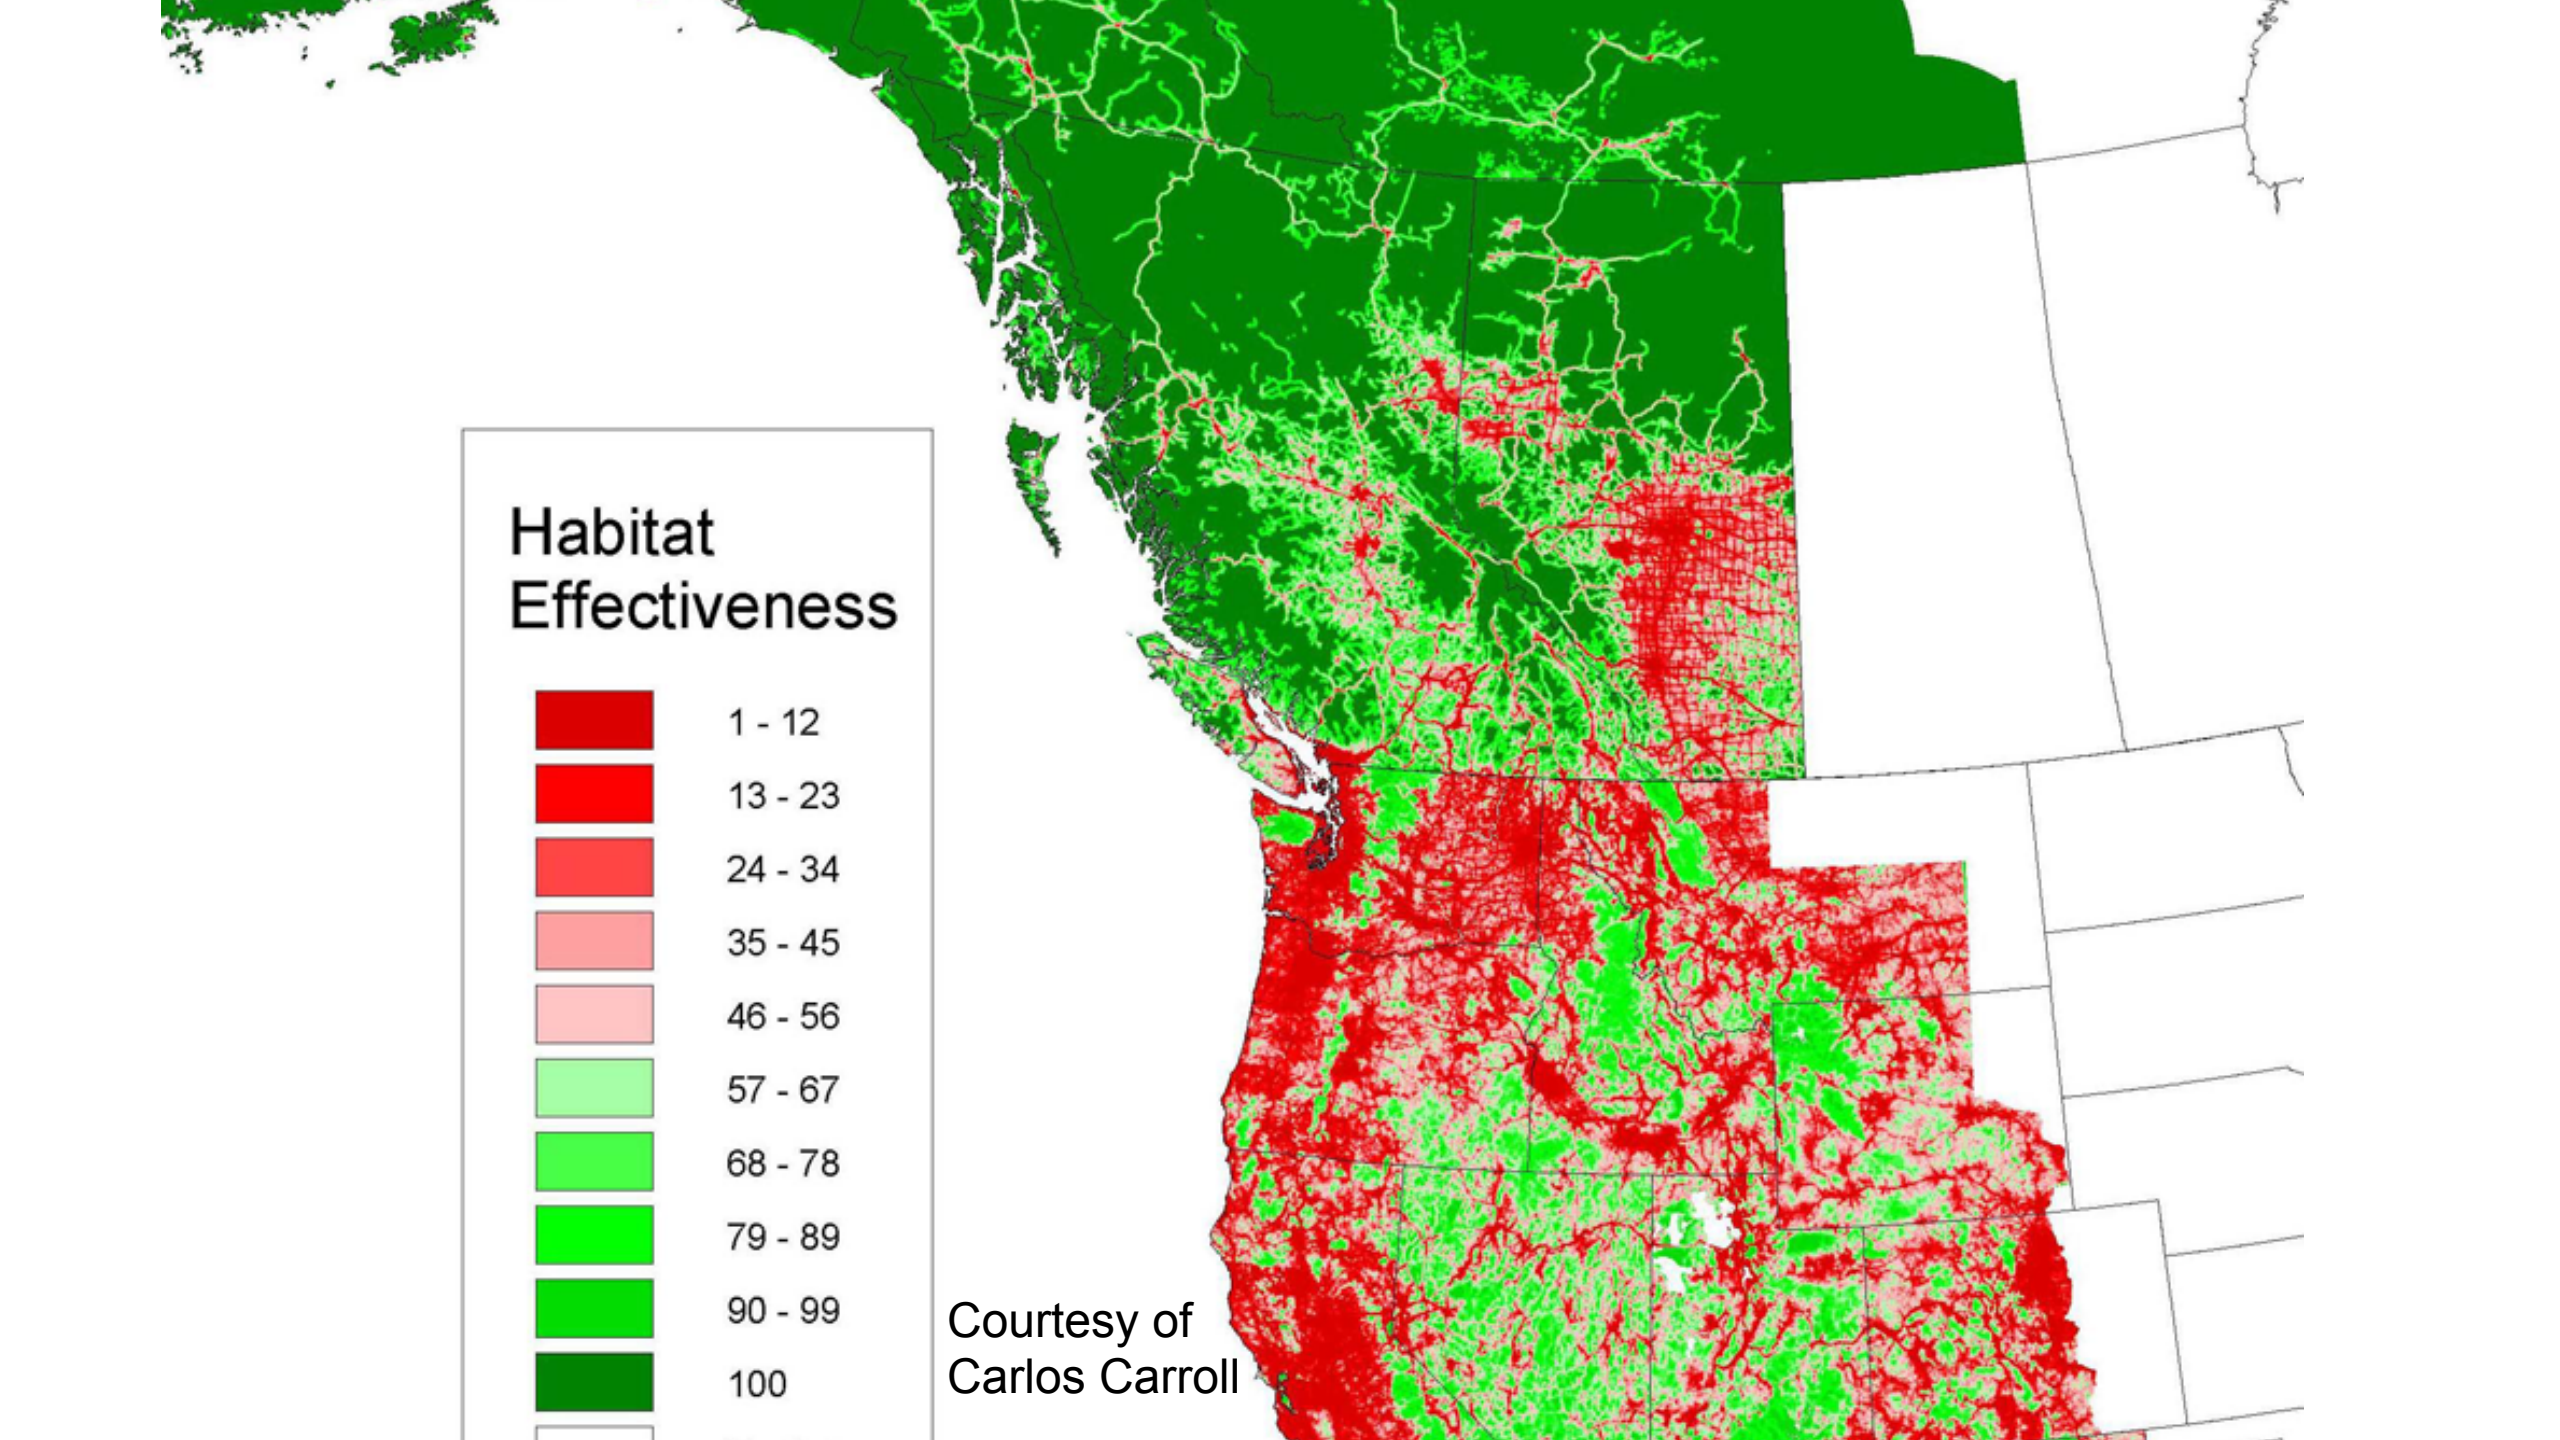 Habitat
Effectiveness
1 - 12
13 - 23
24 - 34
35 - 45
46 - 56
57 - 67
68 - 78
79 - 89
90 - 99
100
Courtesy of
Carlos Carroll